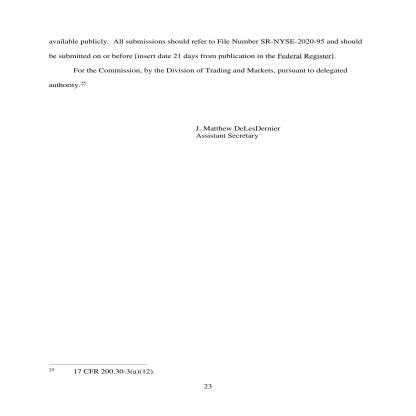 available publicly. All submissions should refer to File Number SR-NYSE-2020-95 and should
be submitted on or before [insert date 21 days from publication in the Federal Register].
For the Commission, by the Division of Trading and Markets, pursuant to delegated
authority.25
J. Matthew DeLesDernier
Assistant Secretary
25 17 CFR 200.30-3(a)(12).
23